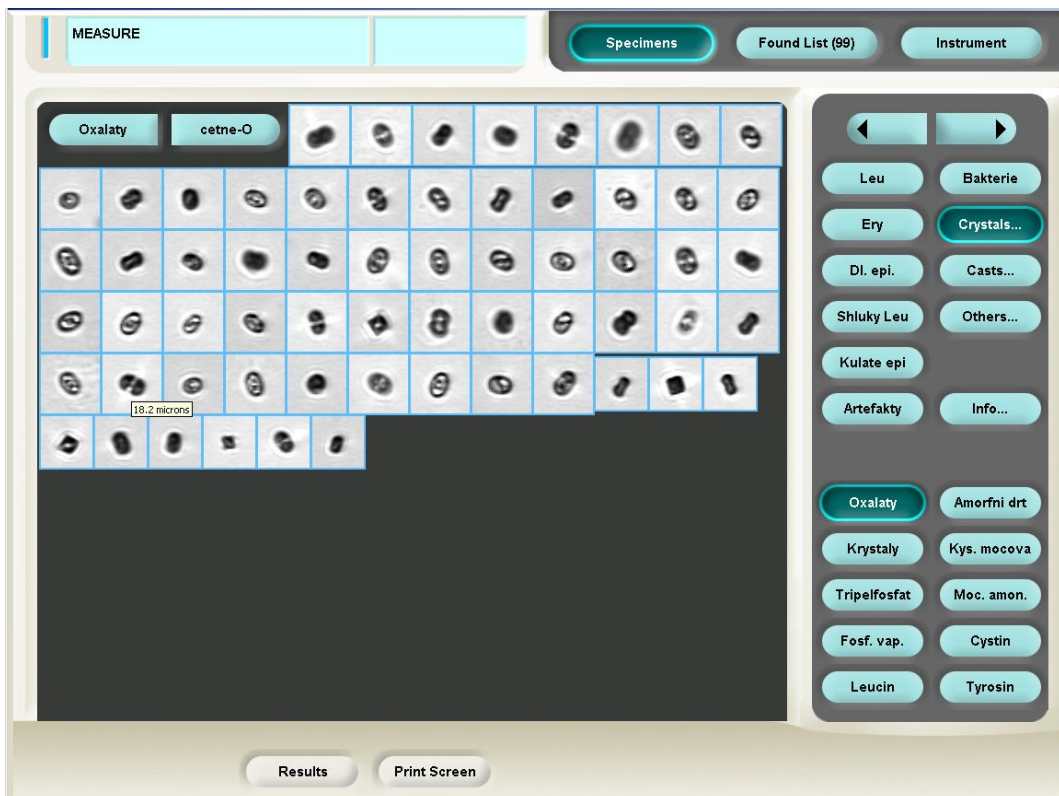 MEASURE
Specimens
Found List (99)
Instrument
Oxalaty
cetne-O
Leu
Bakterie
Ery
Crystals...
Dl. epi.
Casts...
Shluky Leu
Others...
Kulate epi
Artefakty
Info...
18.2 microns
Oxalaty
Amorfni drt
Krystaly
Kys. mocova
Tripelfosfat
Moc. amon.
Fosf. vap.
Cystin
Leucin
Tyrosin
Results
Print Screen